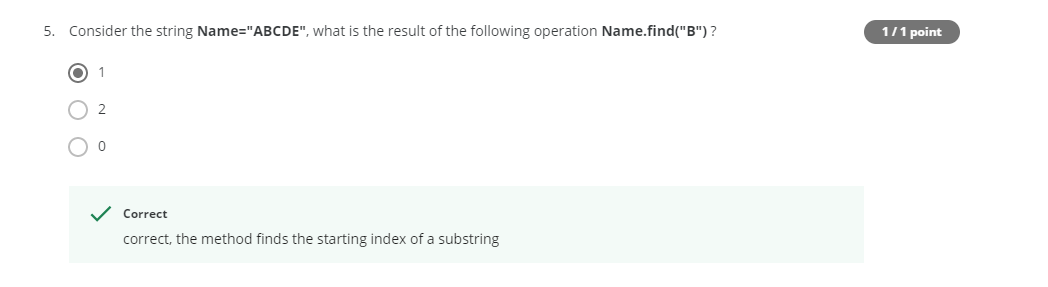 5. Consider the string Name="ABCDE", what is the result of the following operation Name.find("B") ?
1 / 1 point
1
2
0
Correct
correct, the method finds the starting index of a substring